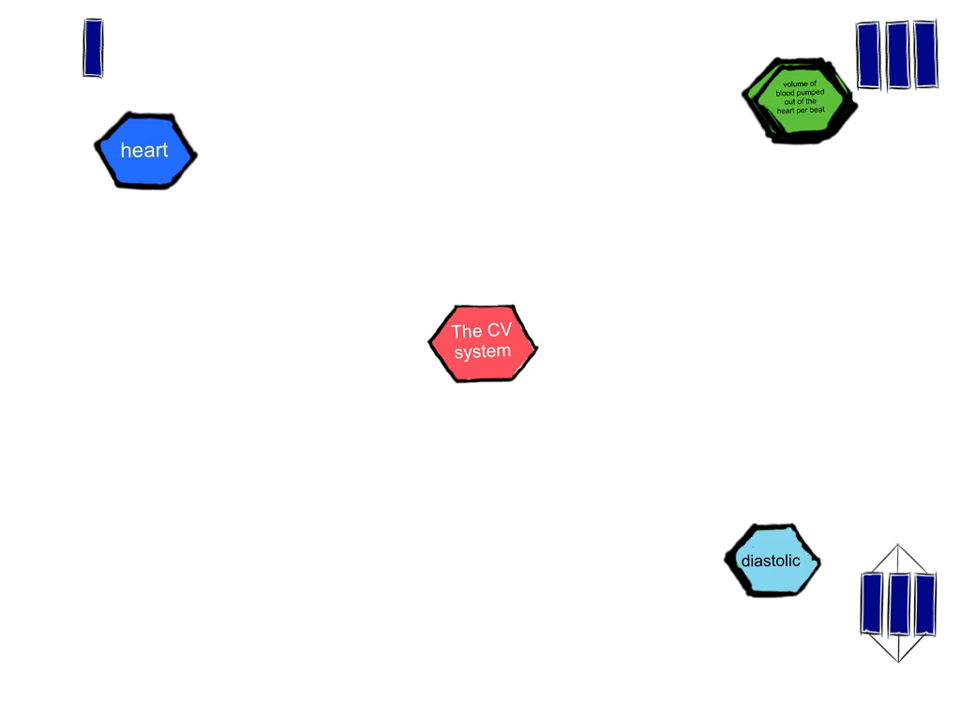 heart
volume of
blood pumped
out of the
heart per beat
The CV
system
diastolic